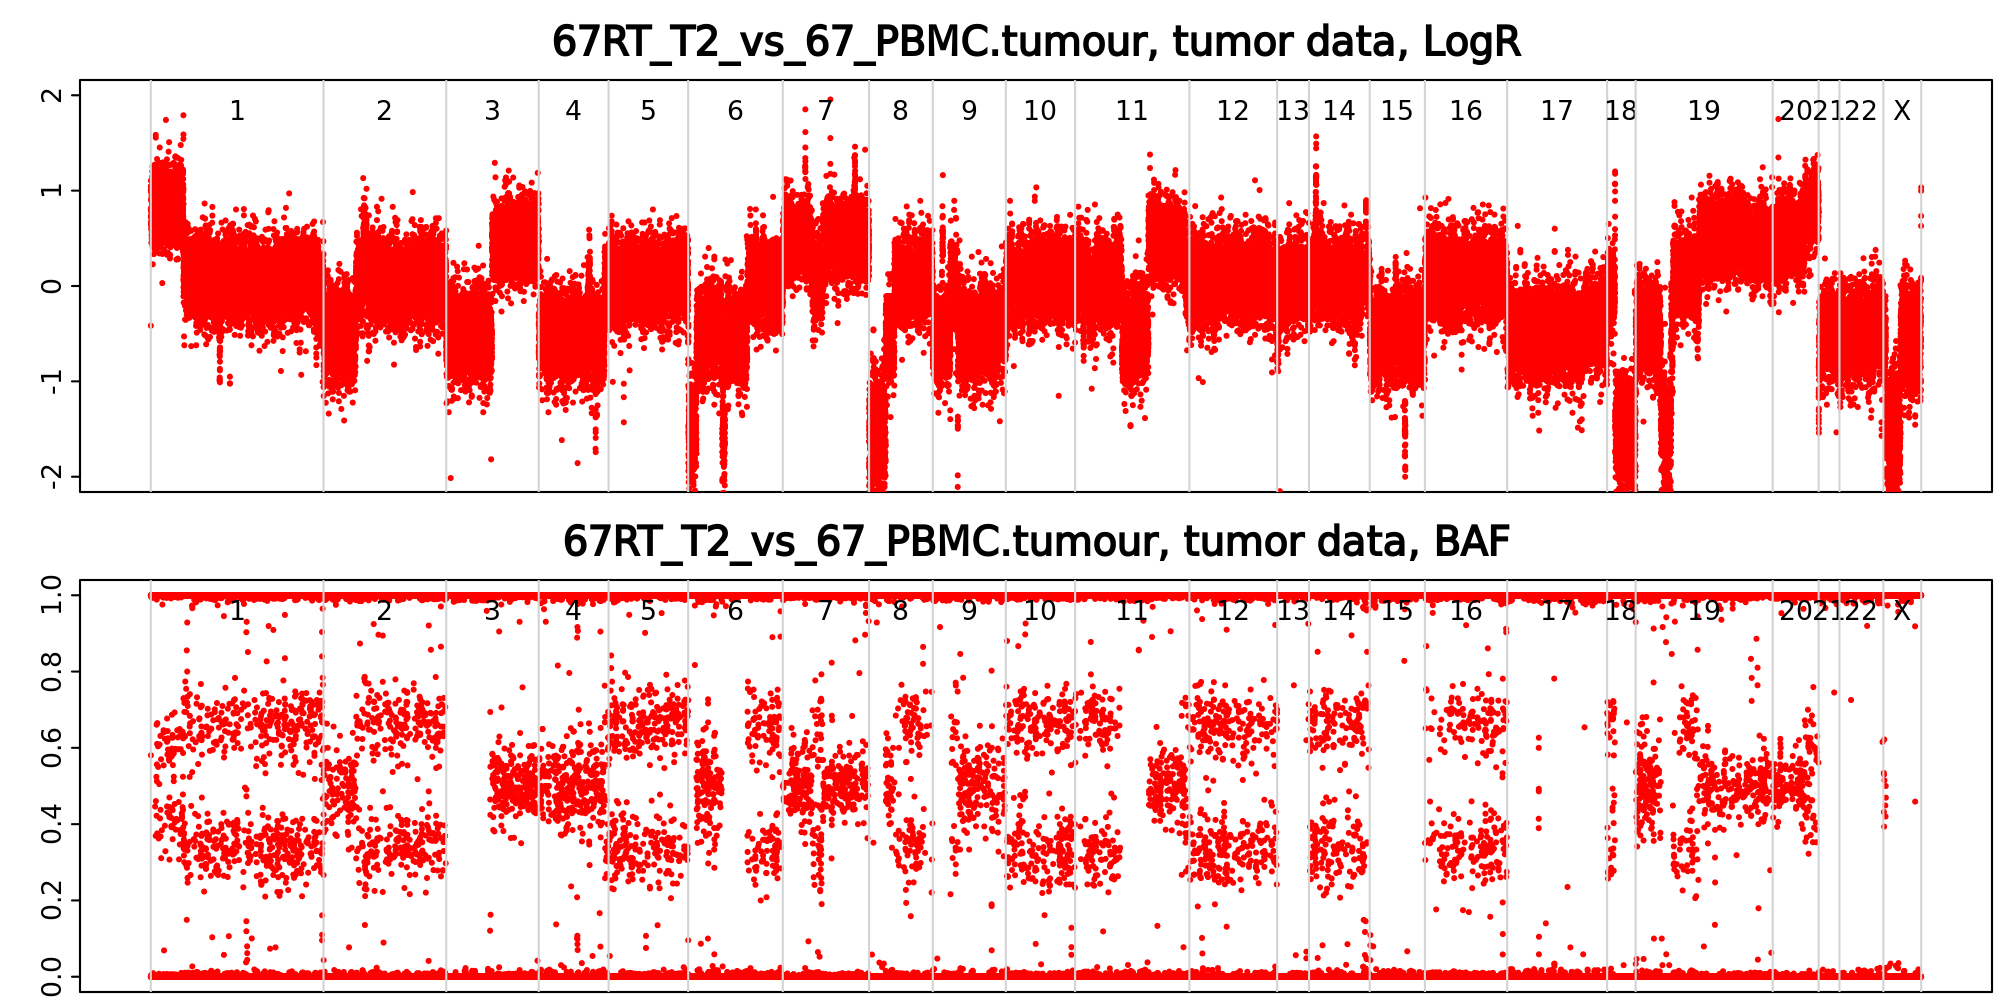 67RT_T2_vs_67_PBMC.tumour, tumor data, LogR
2
1
0
-1
-2
1 2 3 4 5 6 7 8 9 10 11 12 13 14 15 16 17 18 19 20 21 22 X
67RT_T2_vs_67_PBMC.tumour, tumor data, BAF
1.0
0.8
0.6
0.4
0.2
0.0
1 2 3 4 5 6 7 8 9 10 11 12 13 14 15 16 17 18 19 20 21 22 X